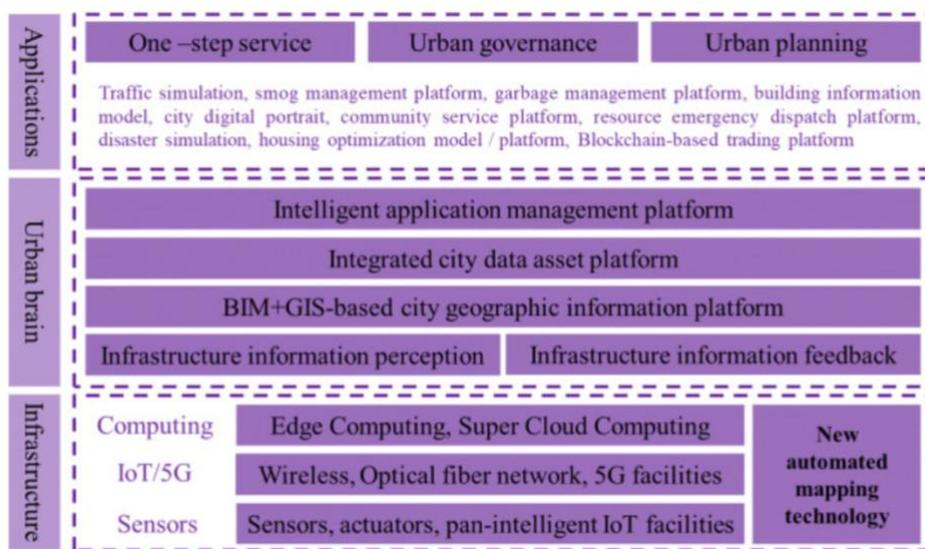 Applications
One –step service
Urban governance
Urban planning
Traffic simulation, smog management platform, garbage management platform, building information
model, city digital portrait, community service platform, resource emergency dispatch platform,
disaster simulation, housing optimization model / platform, Blockchain-based trading platform
Urban brain
Intelligent application management platform
Integrated city data asset platform
BIM+GIS-based city geographic information platform
Infrastructure information perception
Infrastructure information feedback
Infrastructure
Computing
Edge Computing, Super Cloud Computing
IoT/5G
Wireless, Optical fiber network, 5G facilities
Sensors
Sensors, actuators, pan-intelligent IoT facilities
New
automated
mapping
technology